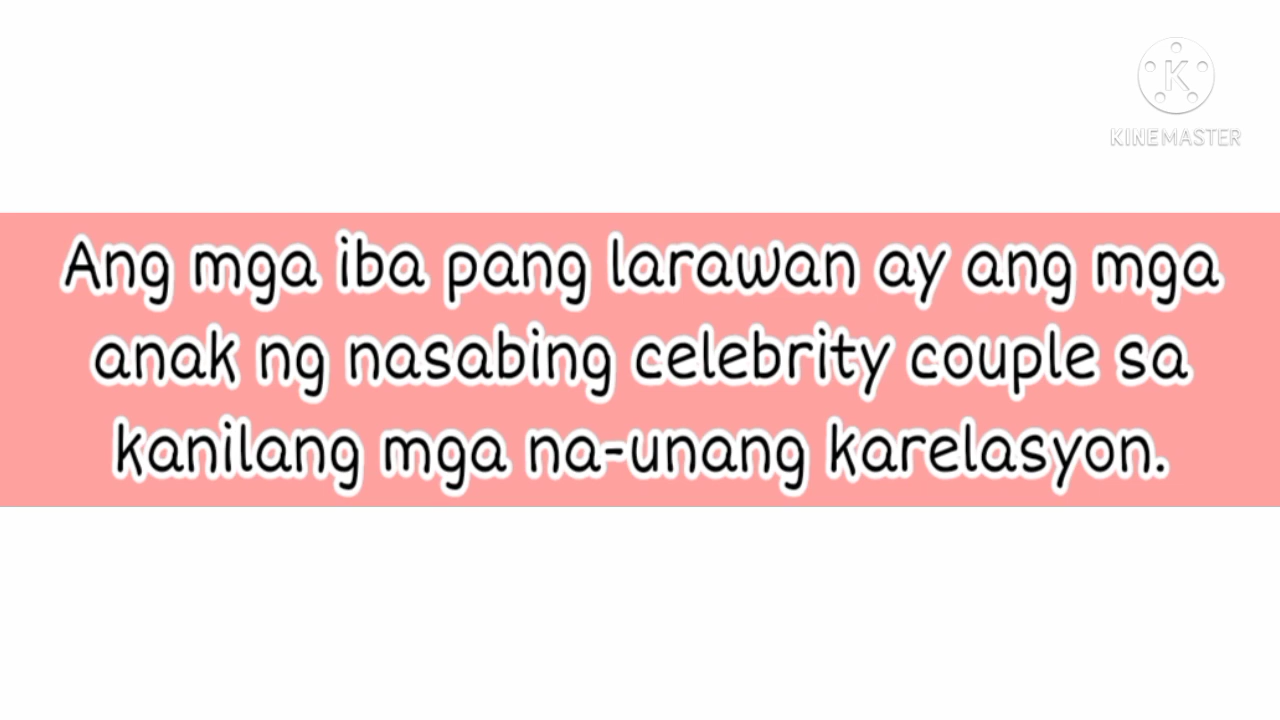 KINEMASTER
Ang mga iba pang larawan ay ang mga
anak ng nasabing celebrity couple sa
kanilang mga na-unang karelasyon.